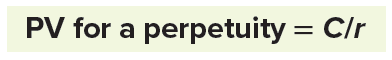 PV for a perpetuity = C/r